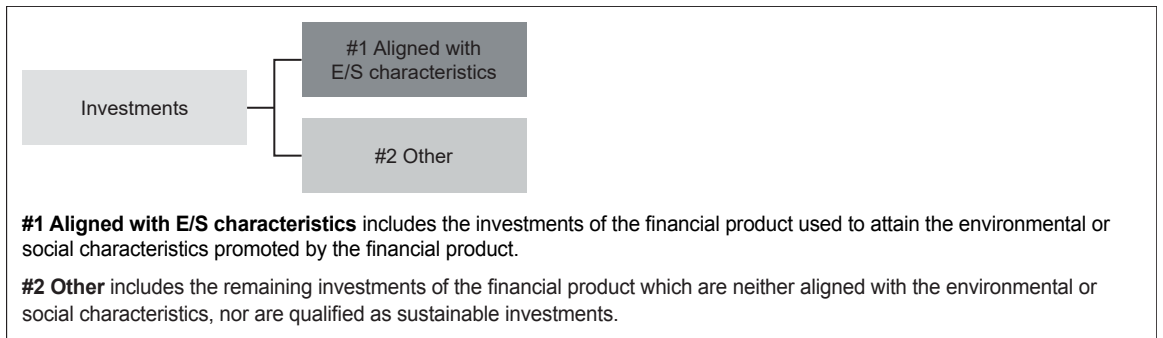 #1 Aligned with
E/S characteristics
Investments
#2 Other
#1 Aligned with E/S characteristics includes the investments of the financial product used to attain the environmental or
social characteristics promoted by the financial product.
#2 Other includes the remaining investments of the financial product which are neither aligned with the environmental or
social characteristics, nor are qualified as sustainable investments.